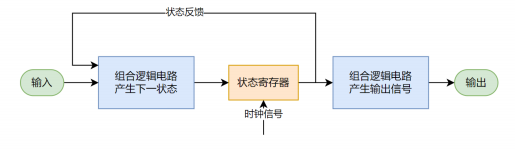 状态反馈
输入
组合逻辑电路
产生下一状态
状态寄存器
组合逻辑电路
产生输出信号
输出
时钟信号